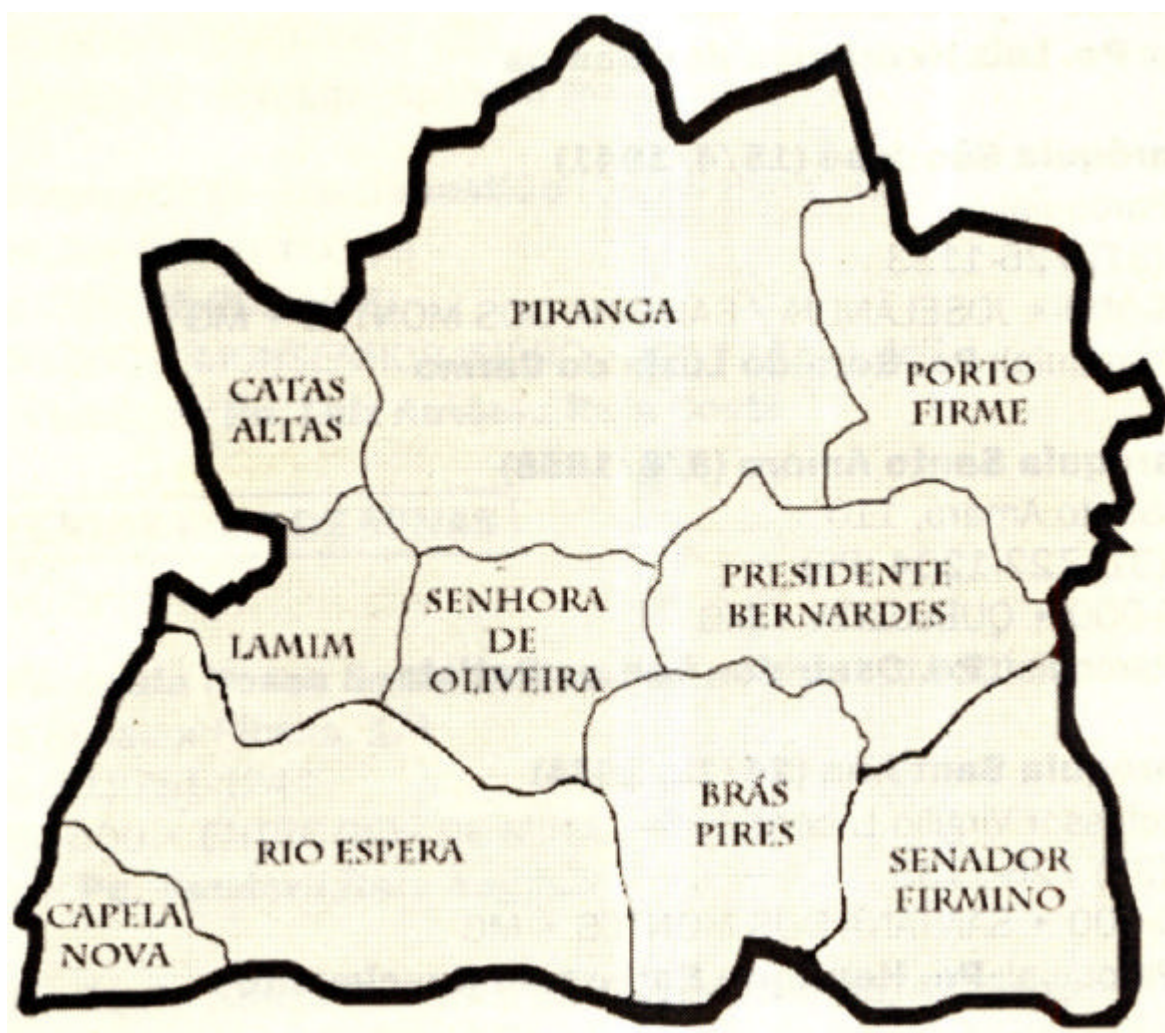 PIRANGA
CATAS
ALTAS
PORTO
FIRME
SENHORA
DE
OLIVEIRA
PRESIDENTE
BERNARDES
LAMIM
BRÁS
PIRES
RIO ESPERA
SENADOR
FIRMINO
CAPELA
NOVA